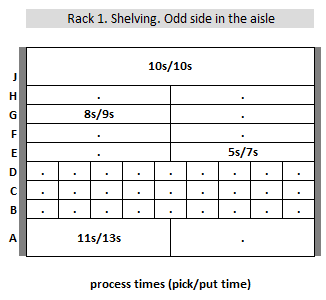 Rack 1. Shelving. Odd side in the aisle
J 10s/10s
H . .
G 8s/9s .
F . .
E . 5s/7s
D . . . . . . . . .
C . . . . . . . . .
B . . . . . . . . .
A 11s/13s .
process times (pick/put time)